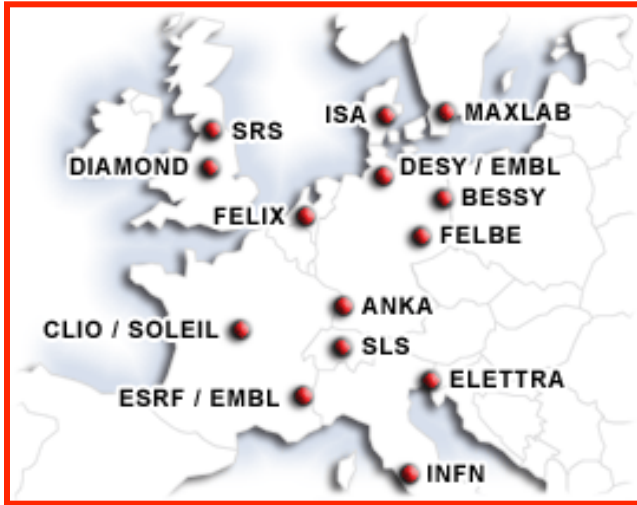 ISA
MAXLAB
SRS
DIAMOND
DESY / EMBL
BESSY
FELIX
FELBE
ANKA
CLIO / SOLEIL
SLS
ELETTRA
ESRF / EMBL
INFN